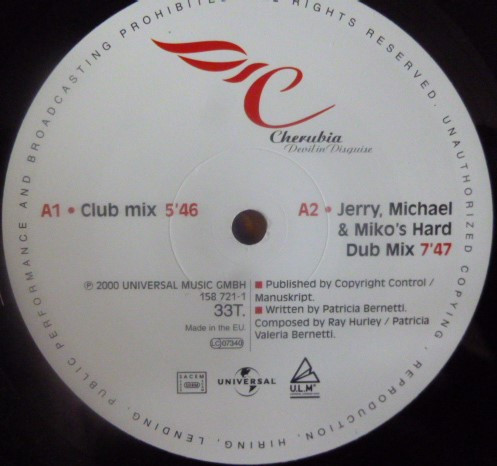 PERFORMANCE AND BROADCASTING PROHIBITED. ALL RIGHTS RESERVED. UNAUTHORIZED COPYING, REPRODUCTION, HIRING, LENDING, PUBLIC
Cherubia
Devil in Disguise
A1 • Club mix 5'46
A2 • Jerry, Michael
& Miko's Hard
Dub Mix 7'47
℗ 2000 UNIVERSAL MUSIC GMBH
158 721-1
33T.
Made in the EU.
LC07340
Published by Copyright Control /
Manuskript.
Written by Patricia Bernetti.
Composed by Ray Hurley / Patricia
Valeria Bernetti.
SACEM
UNIVERSAL
U.L.M